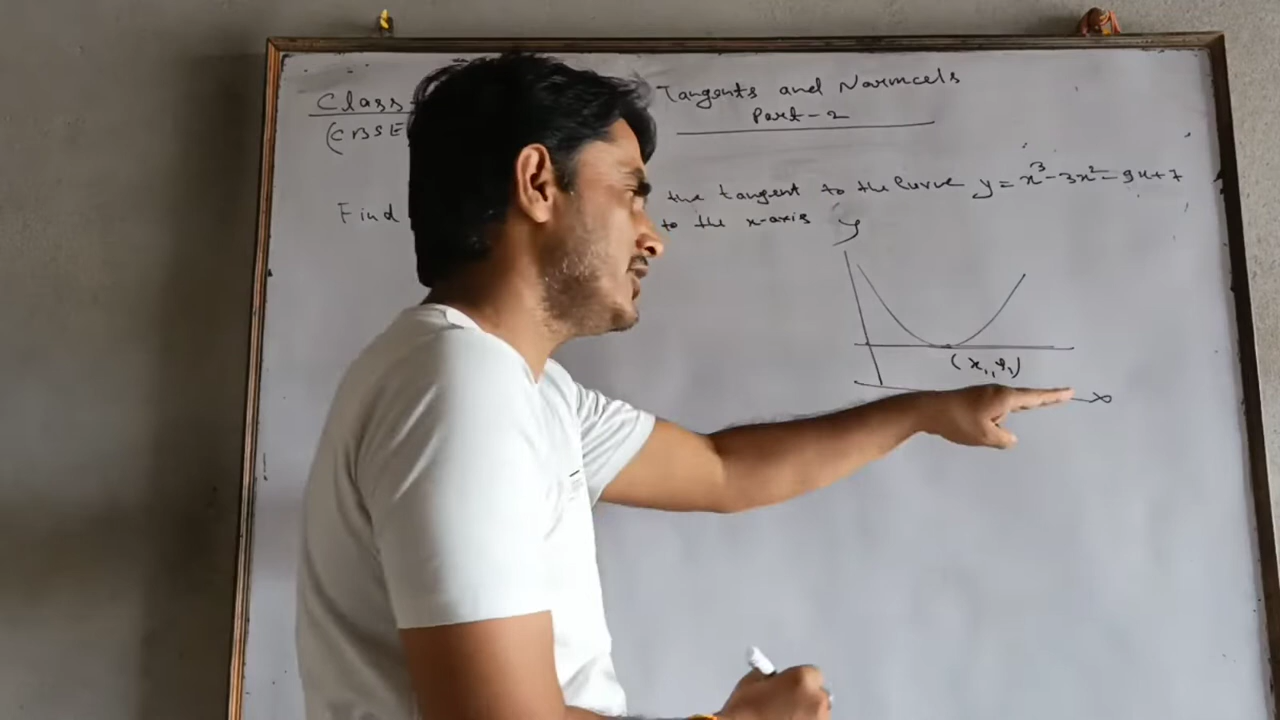 Class-
Tangents and Normcels
(CBSE
Part-2
Find the tangent to the Curve y = x³-3x²-9x+7
to the x-axis
y
(x₁,y₁)
x